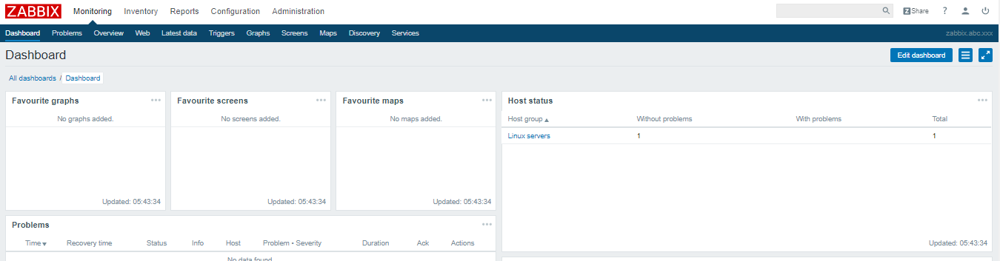 ZABBIX Monitoring Inventory Reports Configuration Administration Z Share ?
Dashboard Problems Overview Web Latest data Triggers Graphs Screens Maps Discovery Services zabbix.abc.xxx
Dashboard Edit dashboard
All dashboards / Dashboard
Favourite graphs
No graphs added.
Updated: 05:43:34
Favourite screens
No screens added.
Updated: 05:43:34
Favourite maps
No maps added.
Updated: 05:43:34
Host status
Host group ▲ Without problems With problems Total
Linux servers 1 1
Updated: 05:43:34
Problems
Time ▼ Recovery time Status Info Host Problem • Severity Duration Ack Actions
No data found.